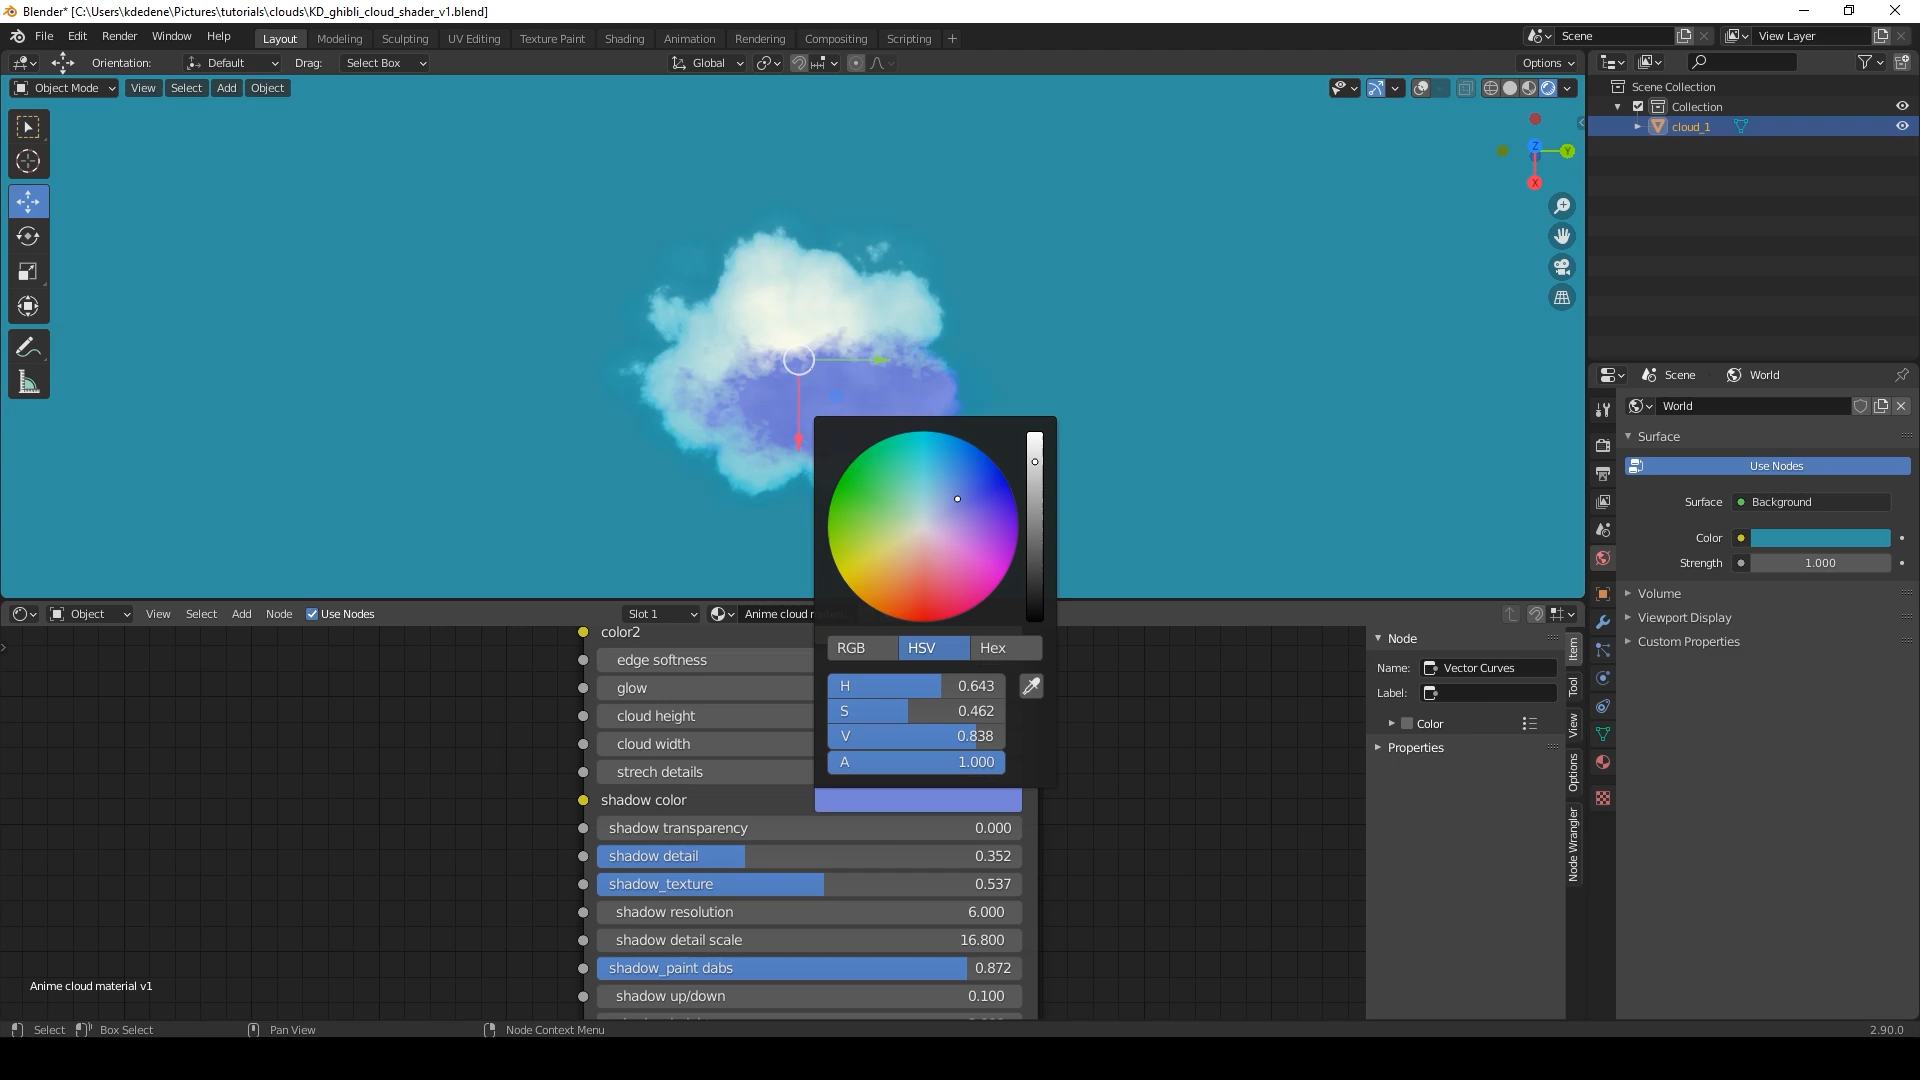 Blender* [C:\Users\kdedene\Pictures\tutorials\clouds\KD_ghibli_cloud_shader_v1.blend]
File Edit Render Window Help Layout Modeling Sculpting UV Editing Texture Paint Shading Animation Rendering Compositing Scripting + Scene View Layer
Orientation: Default Drag: Select Box Global Options
Object Mode View Select Add Object
Scene Collection
Collection
cloud_1
Z
Y
X
Scene World
World
Surface
Use Nodes
Surface Background
Color
Strength 1.000
Volume
Viewport Display
Custom Properties
Object View Select Add Node Use Nodes Slot 1 Anime cloud
color2
edge softness
glow
cloud height
cloud width
strech details
shadow color
shadow transparency 0.000
shadow detail 0.352
shadow_texture 0.537
shadow resolution 6.000
shadow detail scale 16.800
shadow_paint dabs 0.872
shadow up/down 0.100
RGB HSV Hex
H 0.643
S 0.462
V 0.838
A 1.000
Node
Name: Vector Curves
Label:
Color
Properties
Item
Tool
View
Options
Node Wrangler
Anime cloud material v1
Select Box Select Pan View Node Context Menu 2.90.0